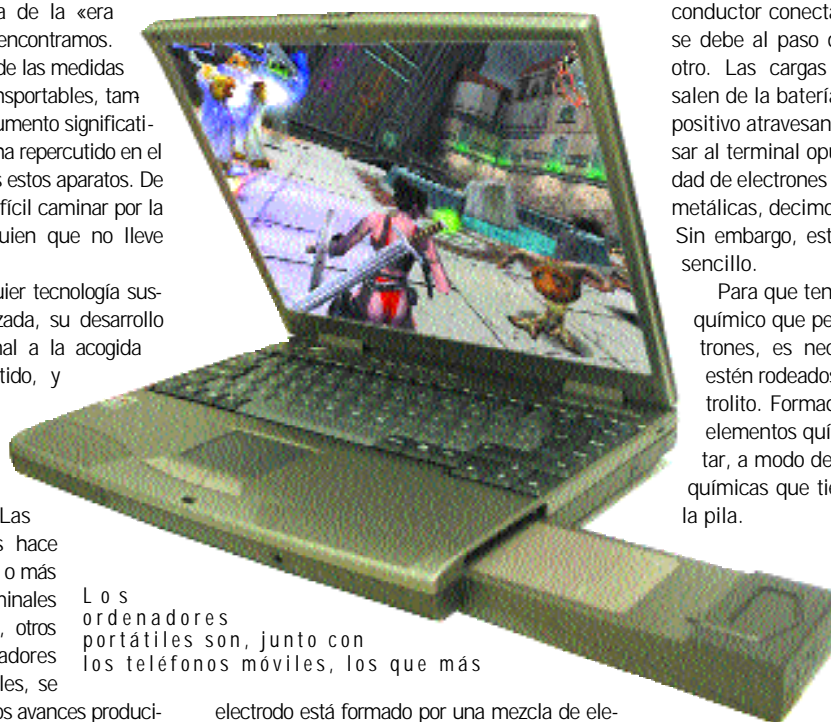 a de la «era
encontramos.
de las medidas
nsportables, tam-
umento significati-
ha repercutido en el
s estos aparatos. De
fícil caminar por la
uien que no lleve
uier tecnología sus-
zada, su desarrollo
nal a la acogida
tido, y
Las
s hace
o más
minales
, otros
adores
les, se
os avances produci-
Los
ordenadores
portátiles son, junto con
los teléfonos móviles, los que más
electrodo está formado por una mezcla de ele-
conductor conecta
se debe al paso d
otro. Las cargas
salen de la batería
positivo atravesan
sar al terminal opu
dad de electrones
metálicas, decimo
Sin embargo, est
sencillo.
Para que ten
químico que pe
trones, es nec
estén rodeados
trolito. Formad
elementos quí
tar, a modo de
químicas que tie
la pila.